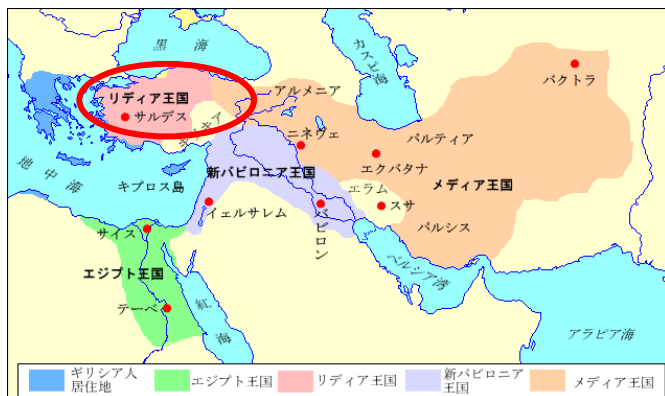 黒海
カスピ海
バクトラ
アルメニア
リディア王国
サルデス
ニネヴェ
パルティア
エクバタナ
新バビロニア王国
メディア王国
地中海
キプロス島
エラム
スサ
イェルサレム
バビロン
パルシス
サイス
エジプト王国
ペルシア湾
テーベ
紅海
アラビア海
ギリシア人
居住地
エジプト王国
リディア王国
新バビロニア
王国
メディア王国